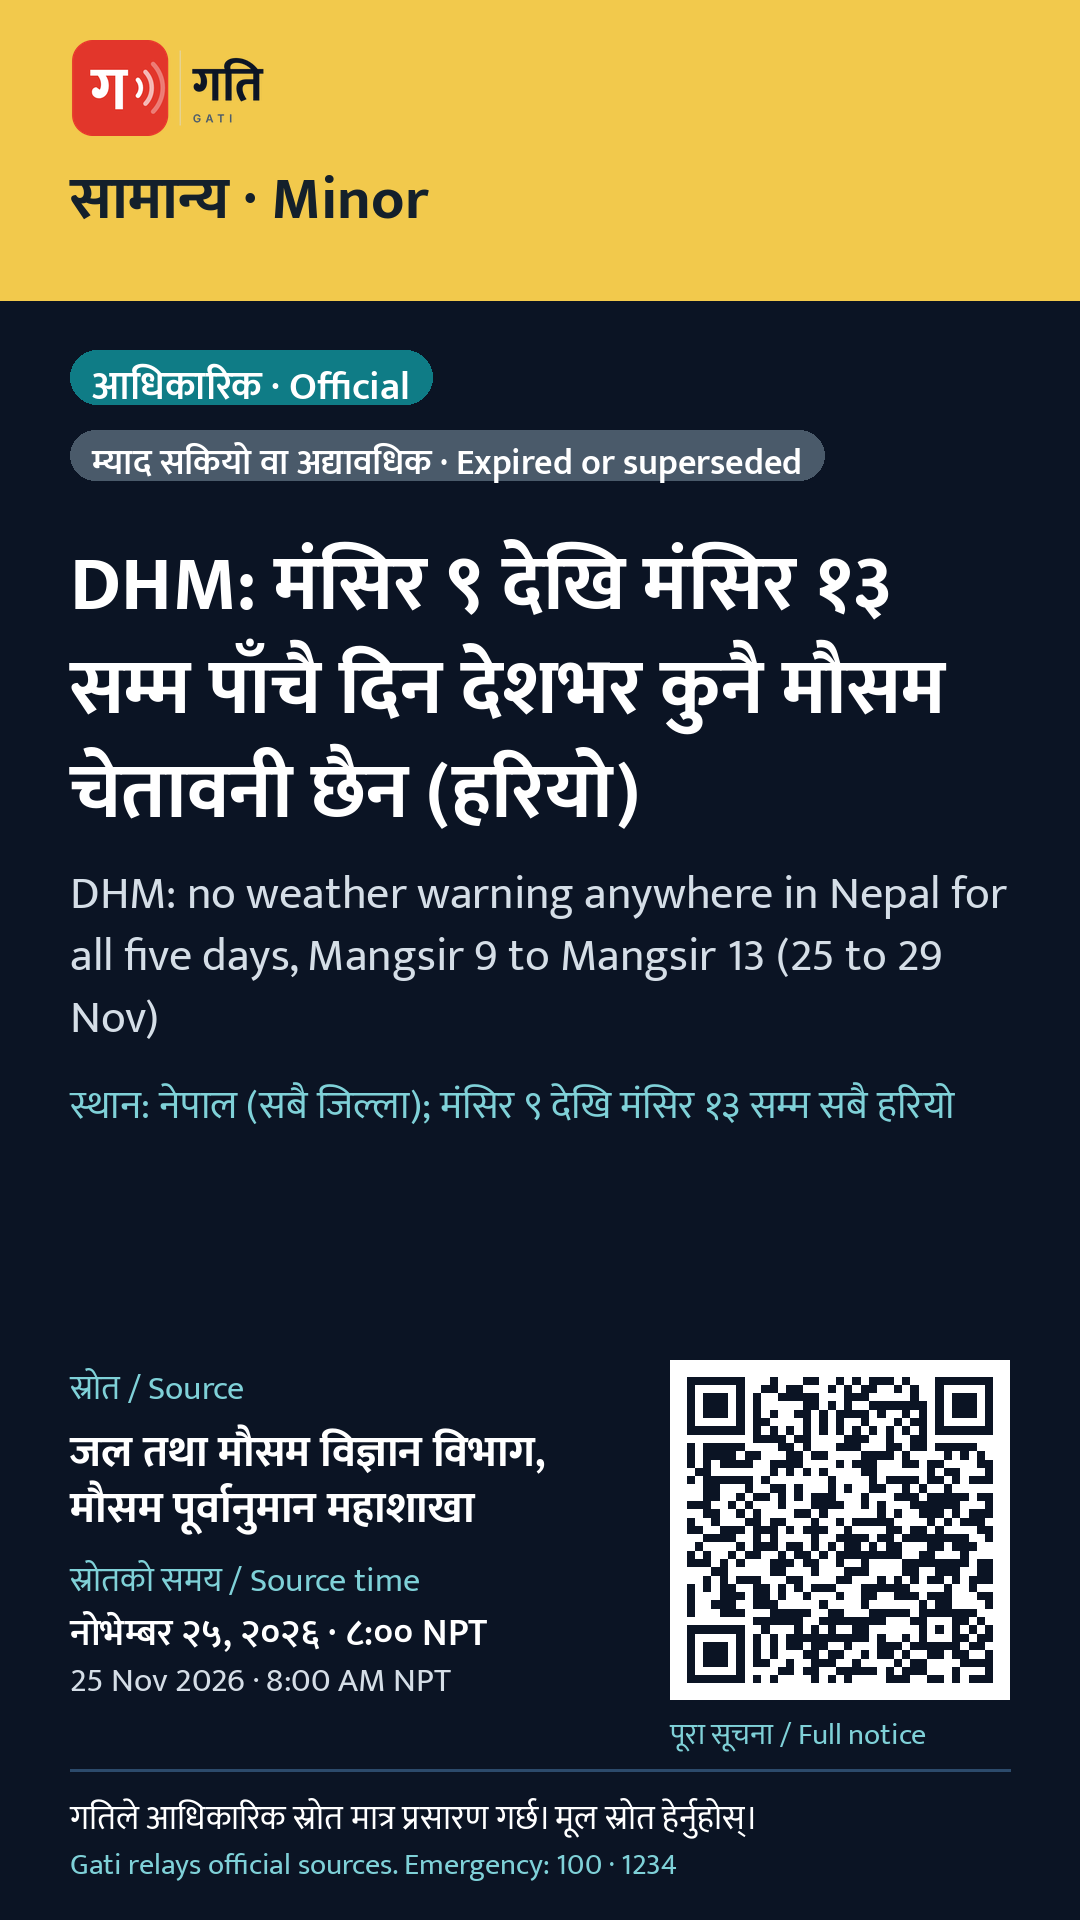 ग
गति
GATI
सामान्य · Minor
आधिकारिक · Official
म्याद सकियो वा अद्यावधिक · Expired or superseded
DHM: मंसिर ९ देखि मंसिर १३
सम्म पाँचै दिन देशभर कुनै मौसम
चेतावनी छैन (हरियो)
DHM: no weather warning anywhere in Nepal for
all five days, Mangsir 9 to Mangsir 13 (25 to 29
Nov)
स्थान: नेपाल (सबै जिल्ला); मंसिर ९ देखि मंसिर १३ सम्म सबै हरियो
स्रोत / Source
जल तथा मौसम विज्ञान विभाग,
मौसम पूर्वानुमान महाशाखा
स्रोतको समय / Source time
नोभेम्बर २५, २०२६ · ८:०० NPT
25 Nov 2026 · 8:00 AM NPT
पूरा सूचना / Full notice
गतिले आधिकारिक स्रोत मात्र प्रसारण गर्छ। मूल स्रोत हेर्नुहोस्।
Gati relays official sources. Emergency: 100 · 1234